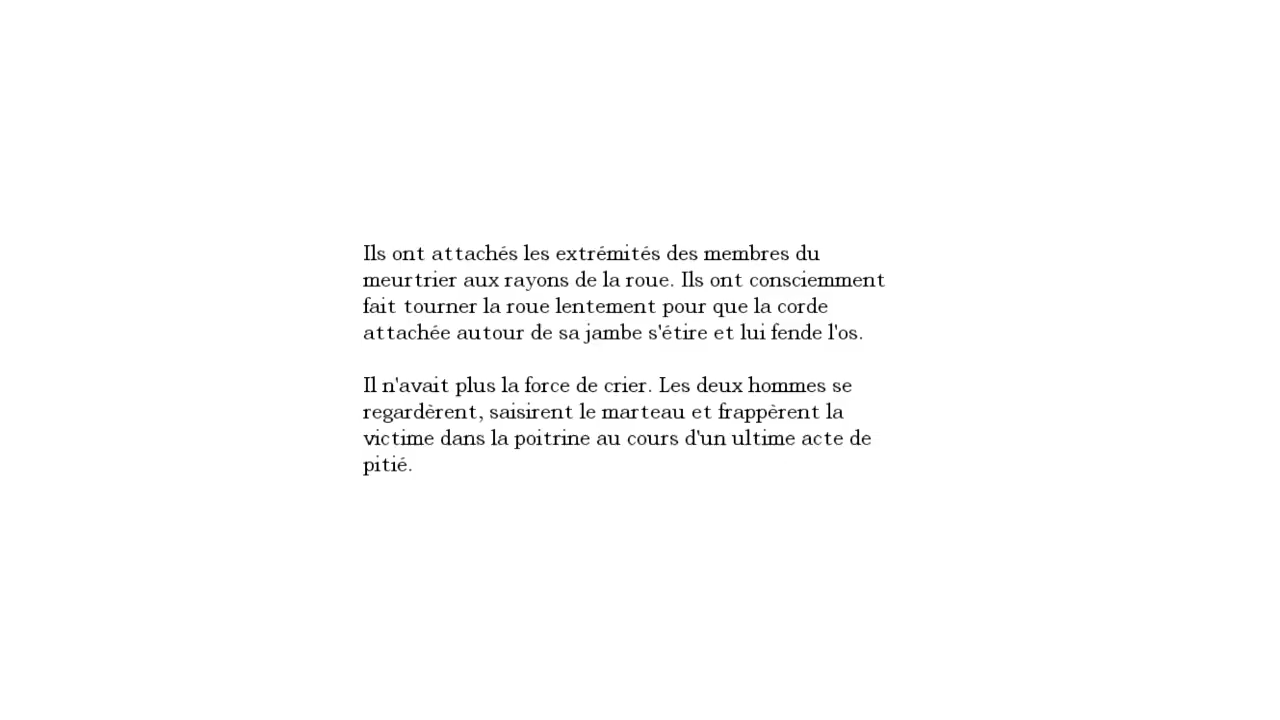 Ils ont attachés les extrémités des membres du
meurtrier aux rayons de la roue. Ils ont consciemment
fait tourner la roue lentement pour que la corde
attachée autour de sa jambe s'étire et lui fende l'os.
Il n'avait plus la force de crier. Les deux hommes se
regardèrent, saisirent le marteau et frappèrent la
victime dans la poitrine au cours d'un ultime acte de
pitié.